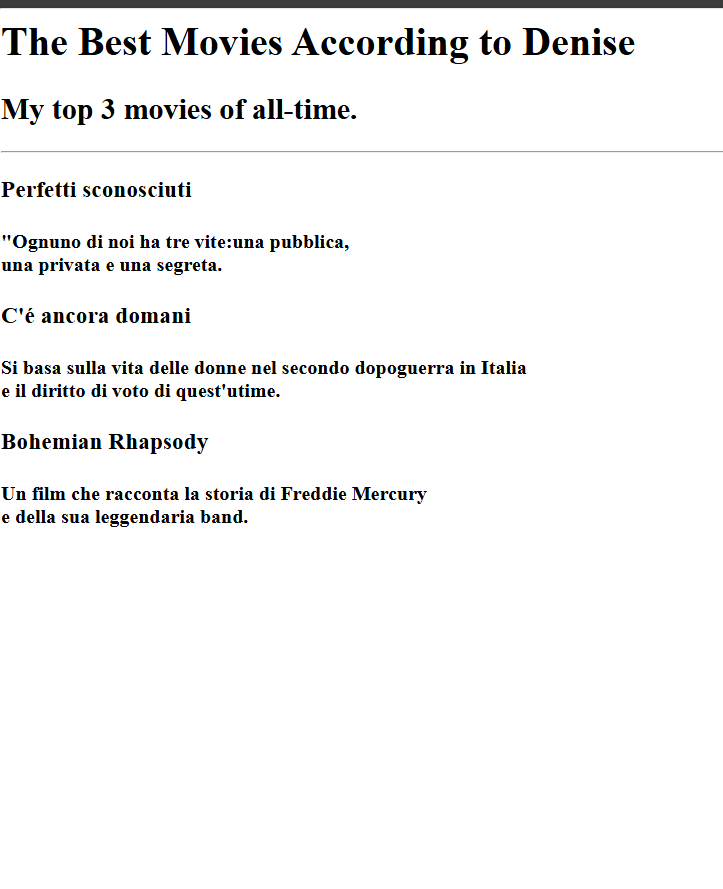 The Best Movies According to Denise
My top 3 movies of all-time.
Perfetti sconosciuti
"Ognuno di noi ha tre vite:una pubblica,
una privata e una segreta.
C'é ancora domani
Si basa sulla vita delle donne nel secondo dopoguerra in Italia
e il diritto di voto di quest'utime.
Bohemian Rhapsody
Un film che racconta la storia di Freddie Mercury
e della sua leggendaria band.